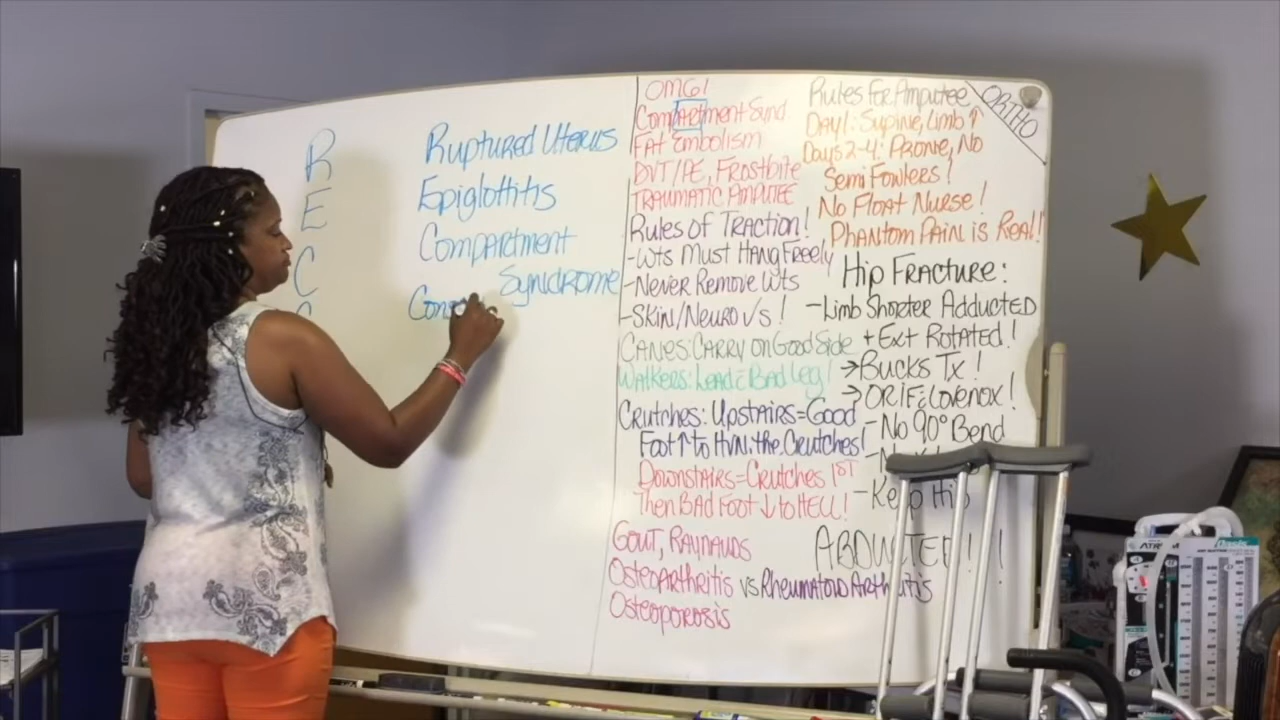 R
E
C
Ruptured Uterus
Epiglottitis
Compartment
Syndrome
OMG!
Compartment Synd
Fat Embolism
DVT/PE, Frostbite
Traumatic Amputee
Rules of Traction!
-Wts Must Hang Freely
-Never Remove Wts
-Skin/Neuro √s!
Canes: Carry on Good Side
Walkers: Lead c̄ Bad Leg!
Crutches: Upstairs=Good
Foot ↑ to HVN. the Crutches!
Downstairs=Crutches 1ST
Then Bad Foot ↓ to HELL!
Gout, Raynauds
Osteoarthritis vs Rheumatoid Arthritis
Osteoporosis
ORTHO
Rules For Amputee
Day 1: Supine, Limb ↑
Days 2-4: Prone, No
Semi Fowlers!
No Float Nurse!
Phantom Pain is Real!!
Hip Fracture:
-Limb Shorter Adducted
+ Ext Rotated!
→Bucks Tx!
→ORIF c̄ Lovenox!
-No 90° Bend
- Keep Hip